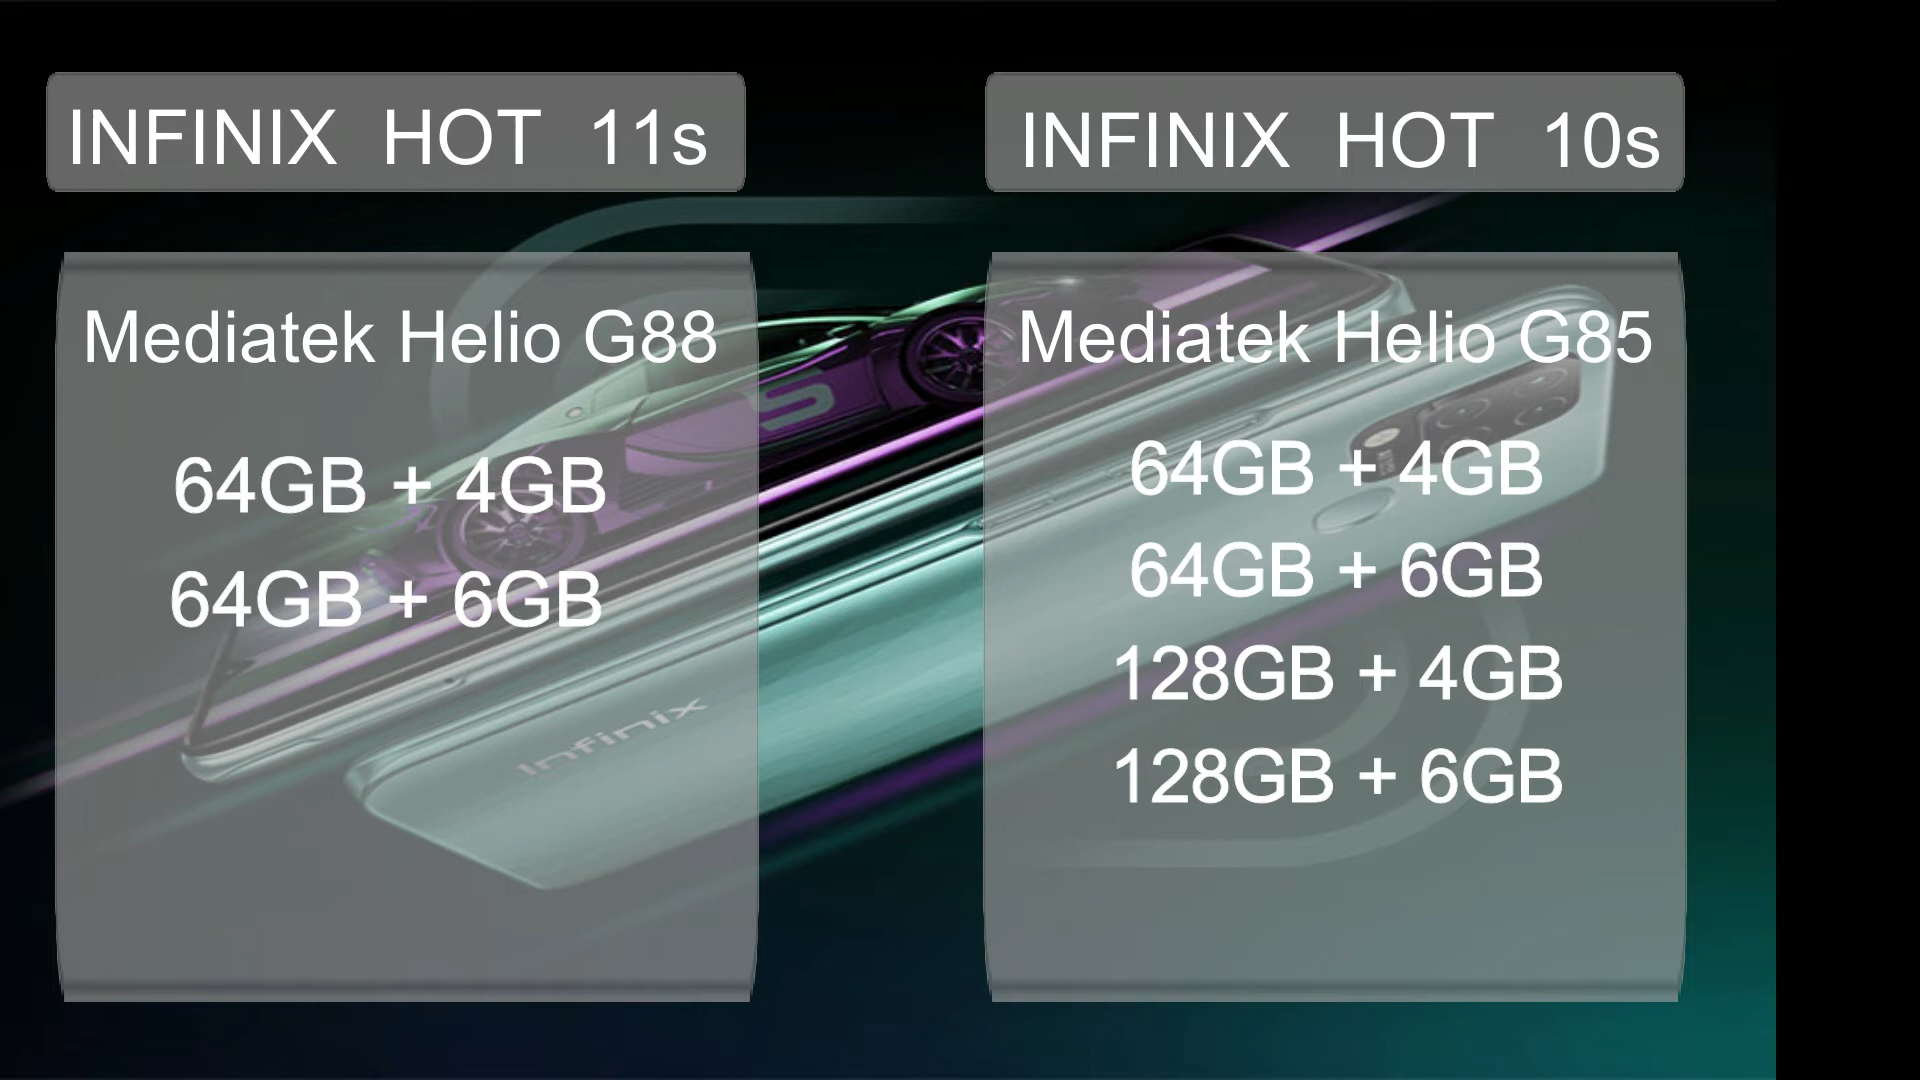 INFINIX HOT 11s
Mediatek Helio G88
64GB + 4GB
64GB + 6GB
INFINIX HOT 10s
Mediatek Helio G85
64GB + 4GB
64GB + 6GB
128GB + 4GB
128GB + 6GB
S
Infinix